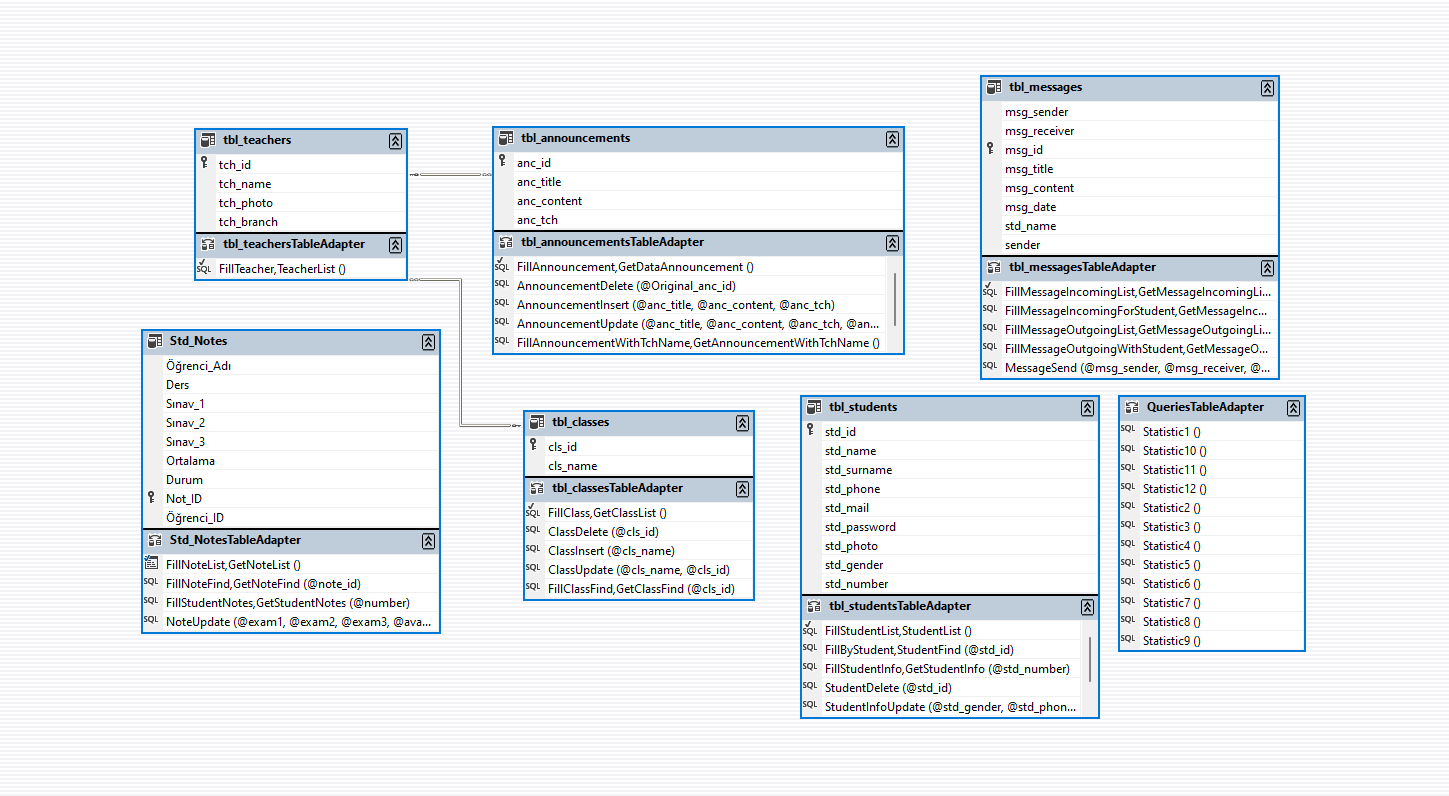 tbl_teachers
tch_id
tch_name
tch_photo
tch_branch
tbl_teachersTableAdapter
SQL FillTeacher,TeacherList ()
tbl_announcements
anc_id
anc_title
anc_content
anc_tch
tbl_announcementsTableAdapter
SQL FillAnnouncement,GetDataAnnouncement ()
SQL AnnouncementDelete (@Original_anc_id)
SQL AnnouncementInsert (@anc_title, @anc_content, @anc_tch)
SQL AnnouncementUpdate (@anc_title, @anc_content, @anc_tch, @an...
SQL FillAnnouncementWithTchName,GetAnnouncementWithTchName ()
tbl_messages
msg_sender
msg_receiver
msg_id
msg_title
msg_content
msg_date
std_name
sender
tbl_messagesTableAdapter
SQL FillMessageIncomingList,GetMessageIncomingLi...
SQL FillMessageIncomingForStudent,GetMessageInc...
SQL FillMessageOutgoingList,GetMessageOutgoingLi...
SQL FillMessageOutgoingWithStudent,GetMessageO...
SQL MessageSend (@msg_sender, @msg_receiver, @...
Std_Notes
Öğrenci_Adı
Ders
Sınav_1
Sınav_2
Sınav_3
Ortalama
Durum
Not_ID
Öğrenci_ID
Std_NotesTableAdapter
FillNoteList,GetNoteList ()
SQL FillNoteFind,GetNoteFind (@note_id)
SQL FillStudentNotes,GetStudentNotes (@number)
SQL NoteUpdate (@exam1, @exam2, @exam3, @ava...
tbl_classes
cls_id
cls_name
tbl_classesTableAdapter
SQL FillClass,GetClassList ()
SQL ClassDelete (@cls_id)
SQL ClassInsert (@cls_name)
SQL ClassUpdate (@cls_name, @cls_id)
SQL FillClassFind,GetClassFind (@cls_id)
tbl_students
std_id
std_name
std_surname
std_phone
std_mail
std_password
std_photo
std_gender
std_number
tbl_studentsTableAdapter
SQL FillStudentList,StudentList ()
SQL FillByStudent,StudentFind (@std_id)
SQL FillStudentInfo,GetStudentInfo (@std_number)
SQL StudentDelete (@std_id)
SQL StudentInfoUpdate (@std_gender, @std_phon...
QueriesTableAdapter
SQL Statistic1 ()
SQL Statistic10 ()
SQL Statistic11 ()
SQL Statistic12 ()
SQL Statistic2 ()
SQL Statistic3 ()
SQL Statistic4 ()
SQL Statistic5 ()
SQL Statistic6 ()
SQL Statistic7 ()
SQL Statistic8 ()
SQL Statistic9 ()